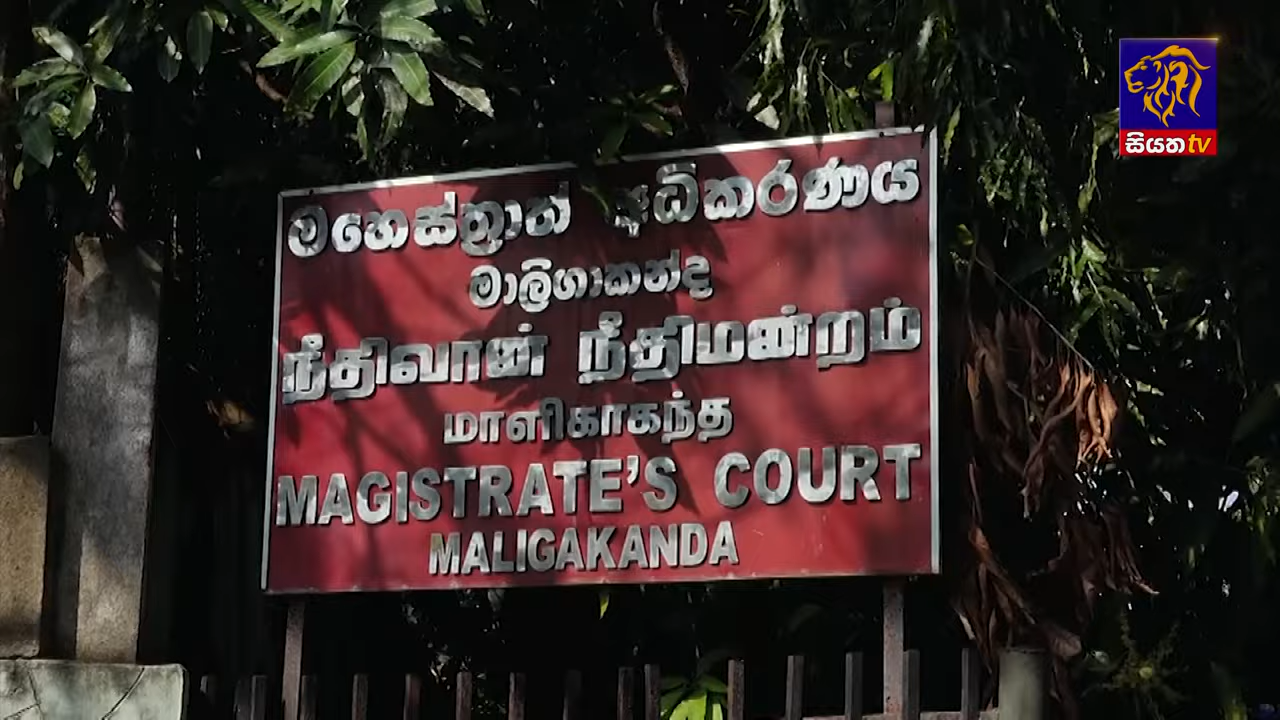 සියත tv
මහෙස්ත්‍රාත් අධිකරණය
මාලිගාකන්ද
நீதிவான் நீதிமன்றம்
மாளிகாகந்த
MAGISTRATE'S COURT
MALIGAKANDA